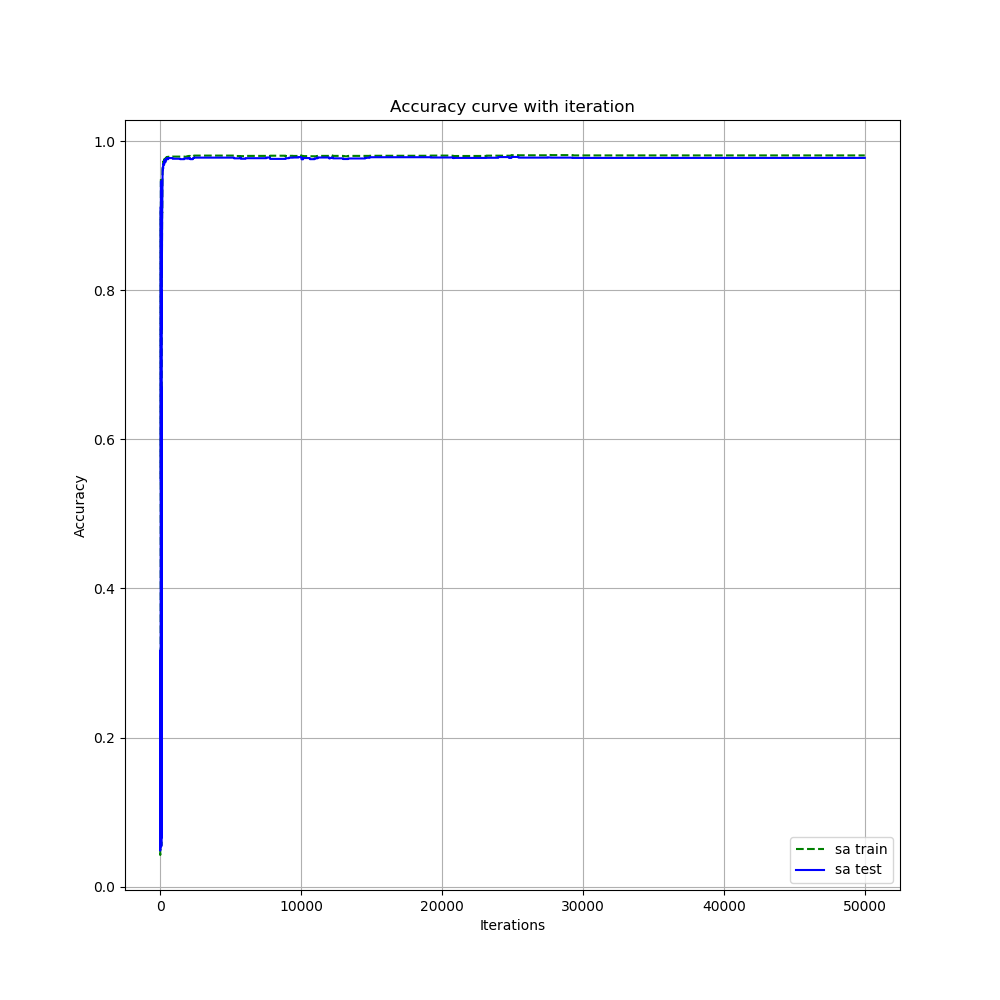 Accuracy curve with iteration
1.0
0.8
0.6
0.4
0.2
0.0
Accuracy
0 10000 20000 30000 40000 50000
Iterations
sa train
sa test